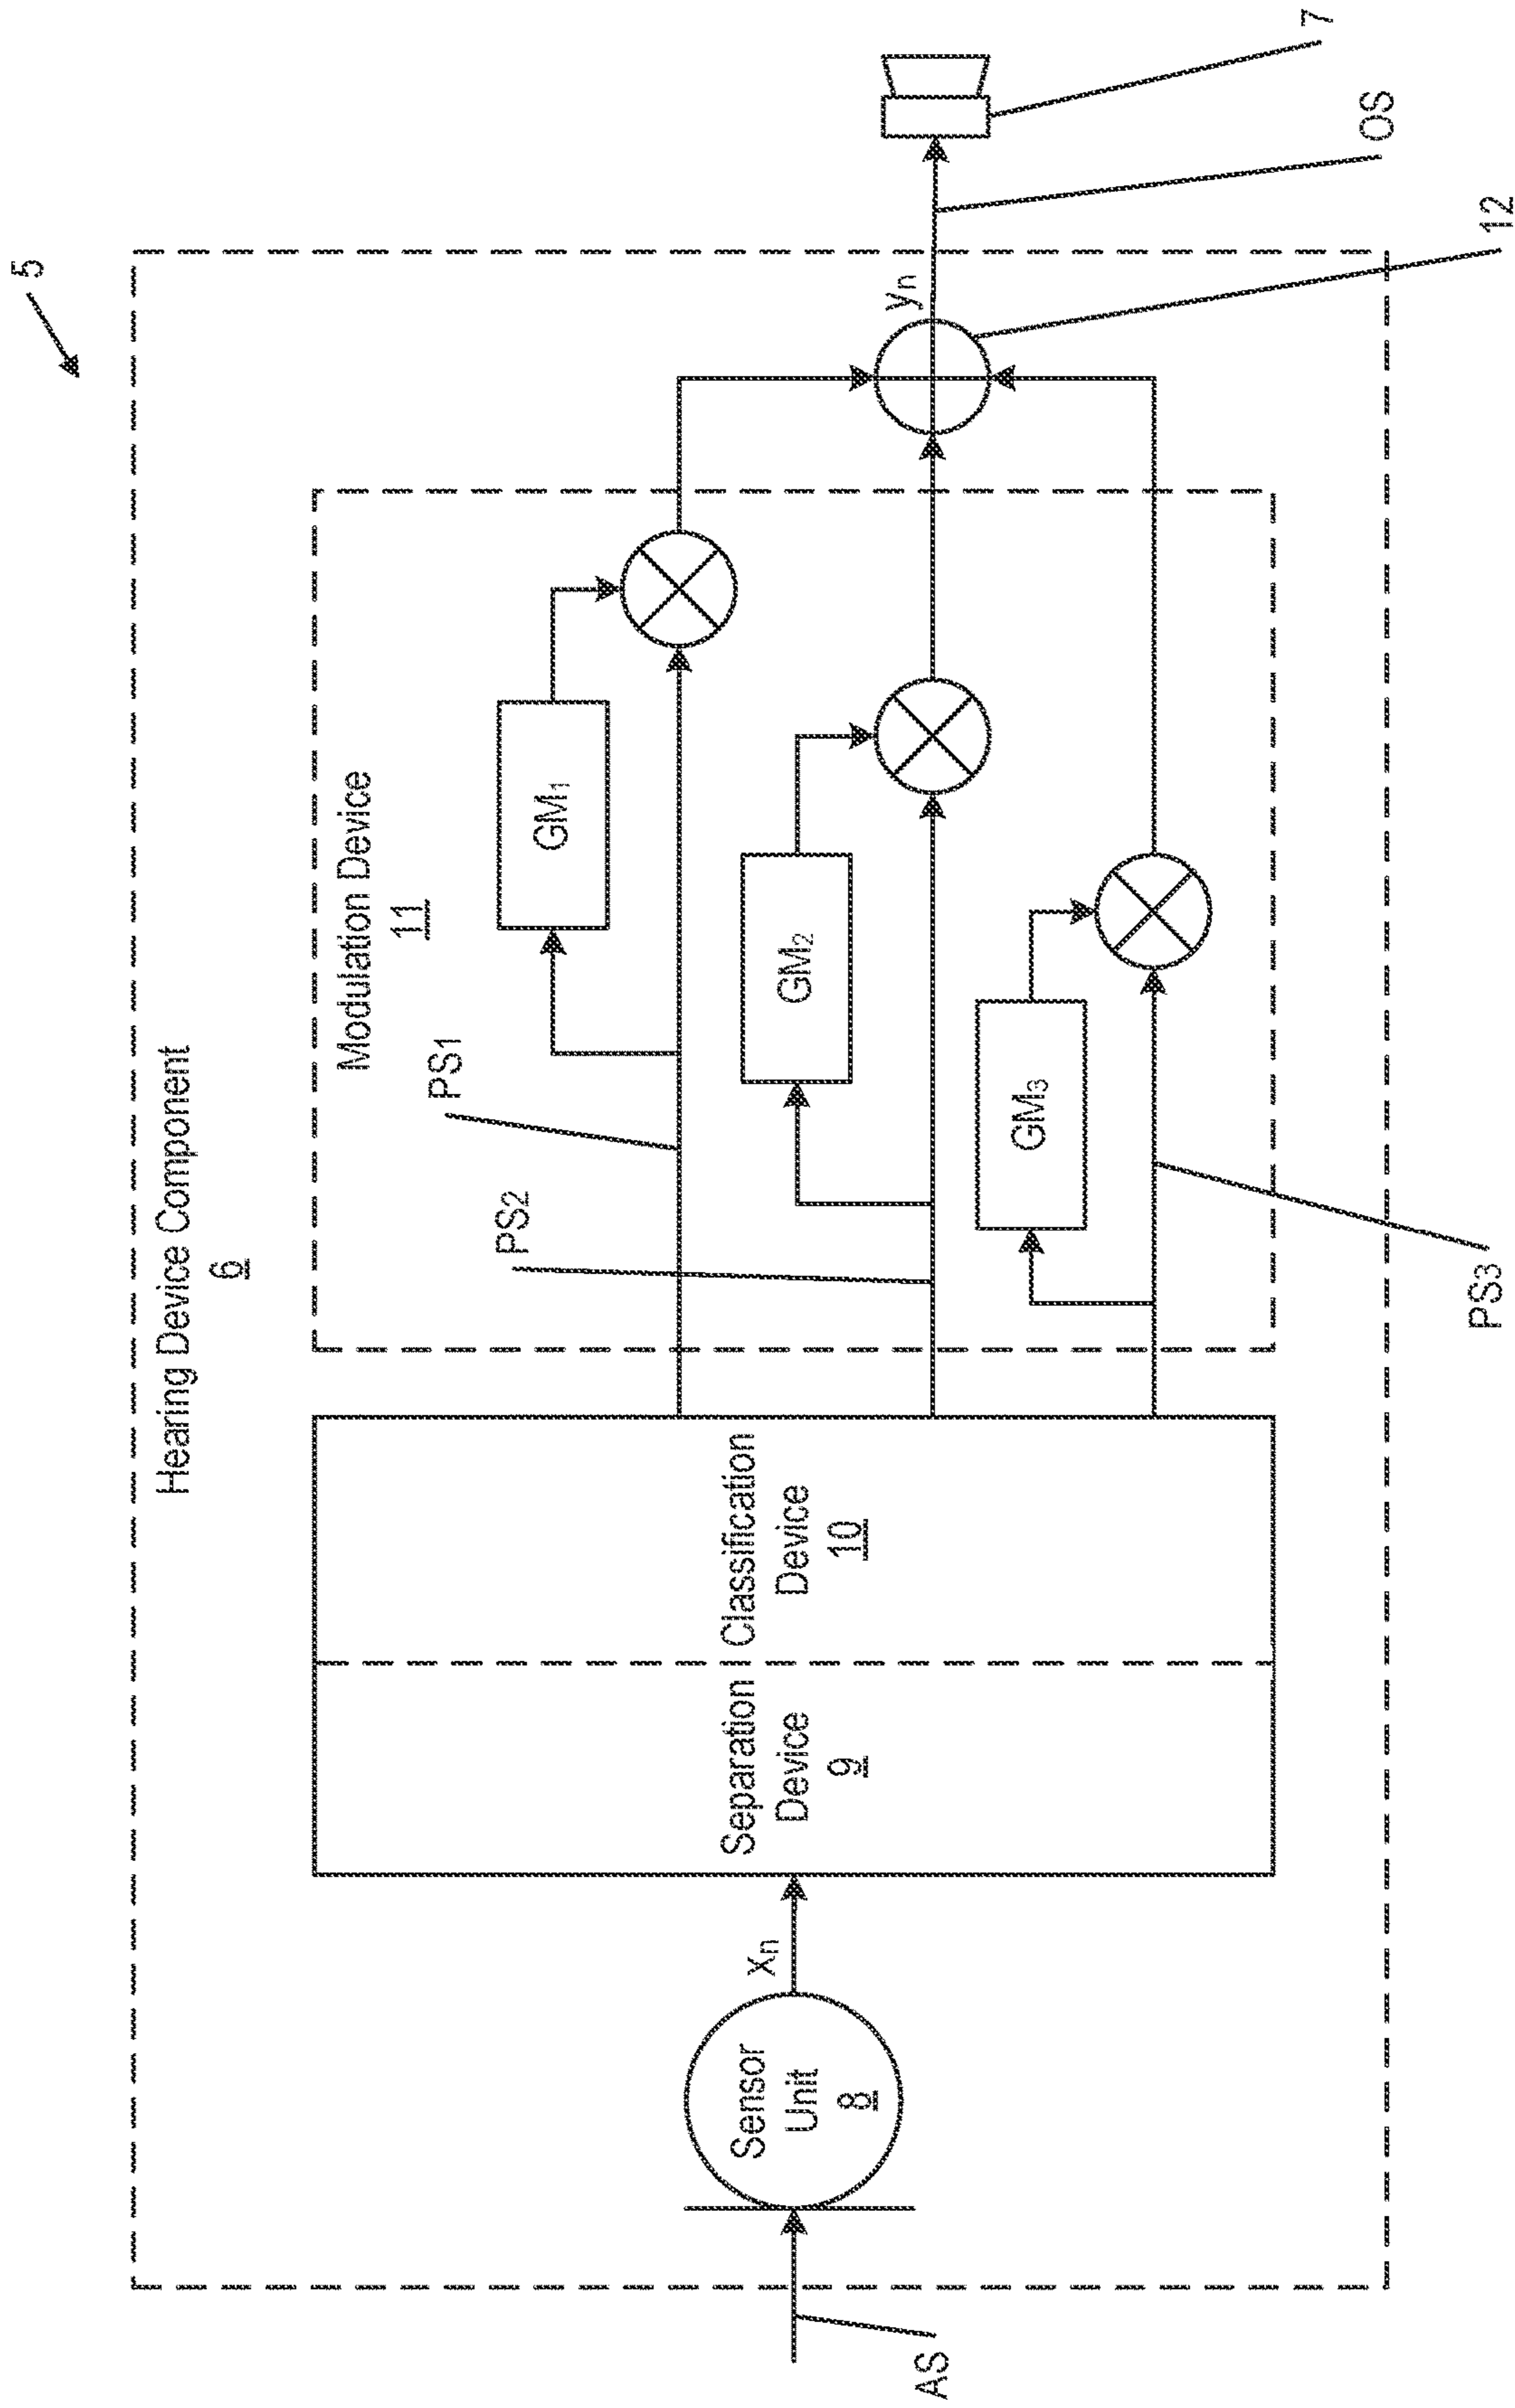 5
Hearing Device Component
6
Modulation Device
11
AS
Sensor
Unit
8
xn
Separation
Device
9
Classification
Device
10
PS1
PS2
PS3
GM1
GM2
GM3
yn
12
OS
7